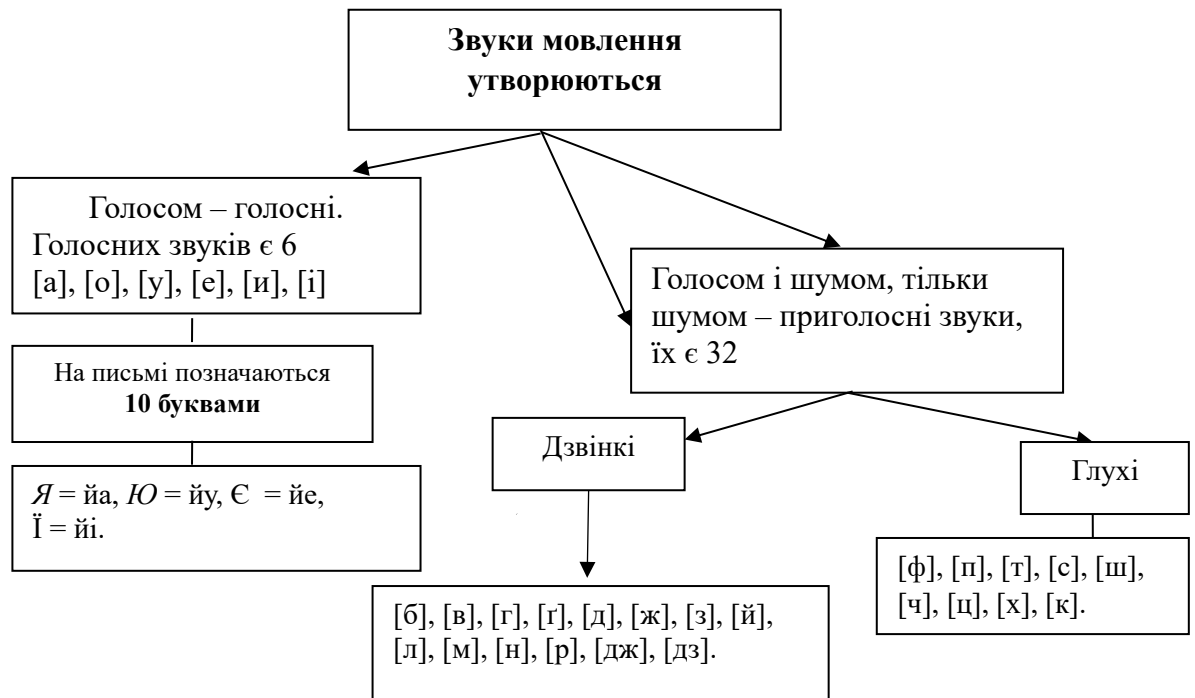 Звуки мовлення
утворюються
Голосом – голосні.
Голосних звуків є 6
[а], [о], [у], [е], [и], [і]
Голосом і шумом, тільки
шумом – приголосні звуки,
їх є 32
На письмі позначаються
10 буквами
Дзвінкі
Глухі
Я = йа, Ю = йу, Є = йе,
Ї = йі.
[ф], [п], [т], [с], [ш],
[ч], [ц], [х], [к].
[б], [в], [г], [ґ], [д], [ж], [з], [й],
[л], [м], [н], [р], [дж], [дз].